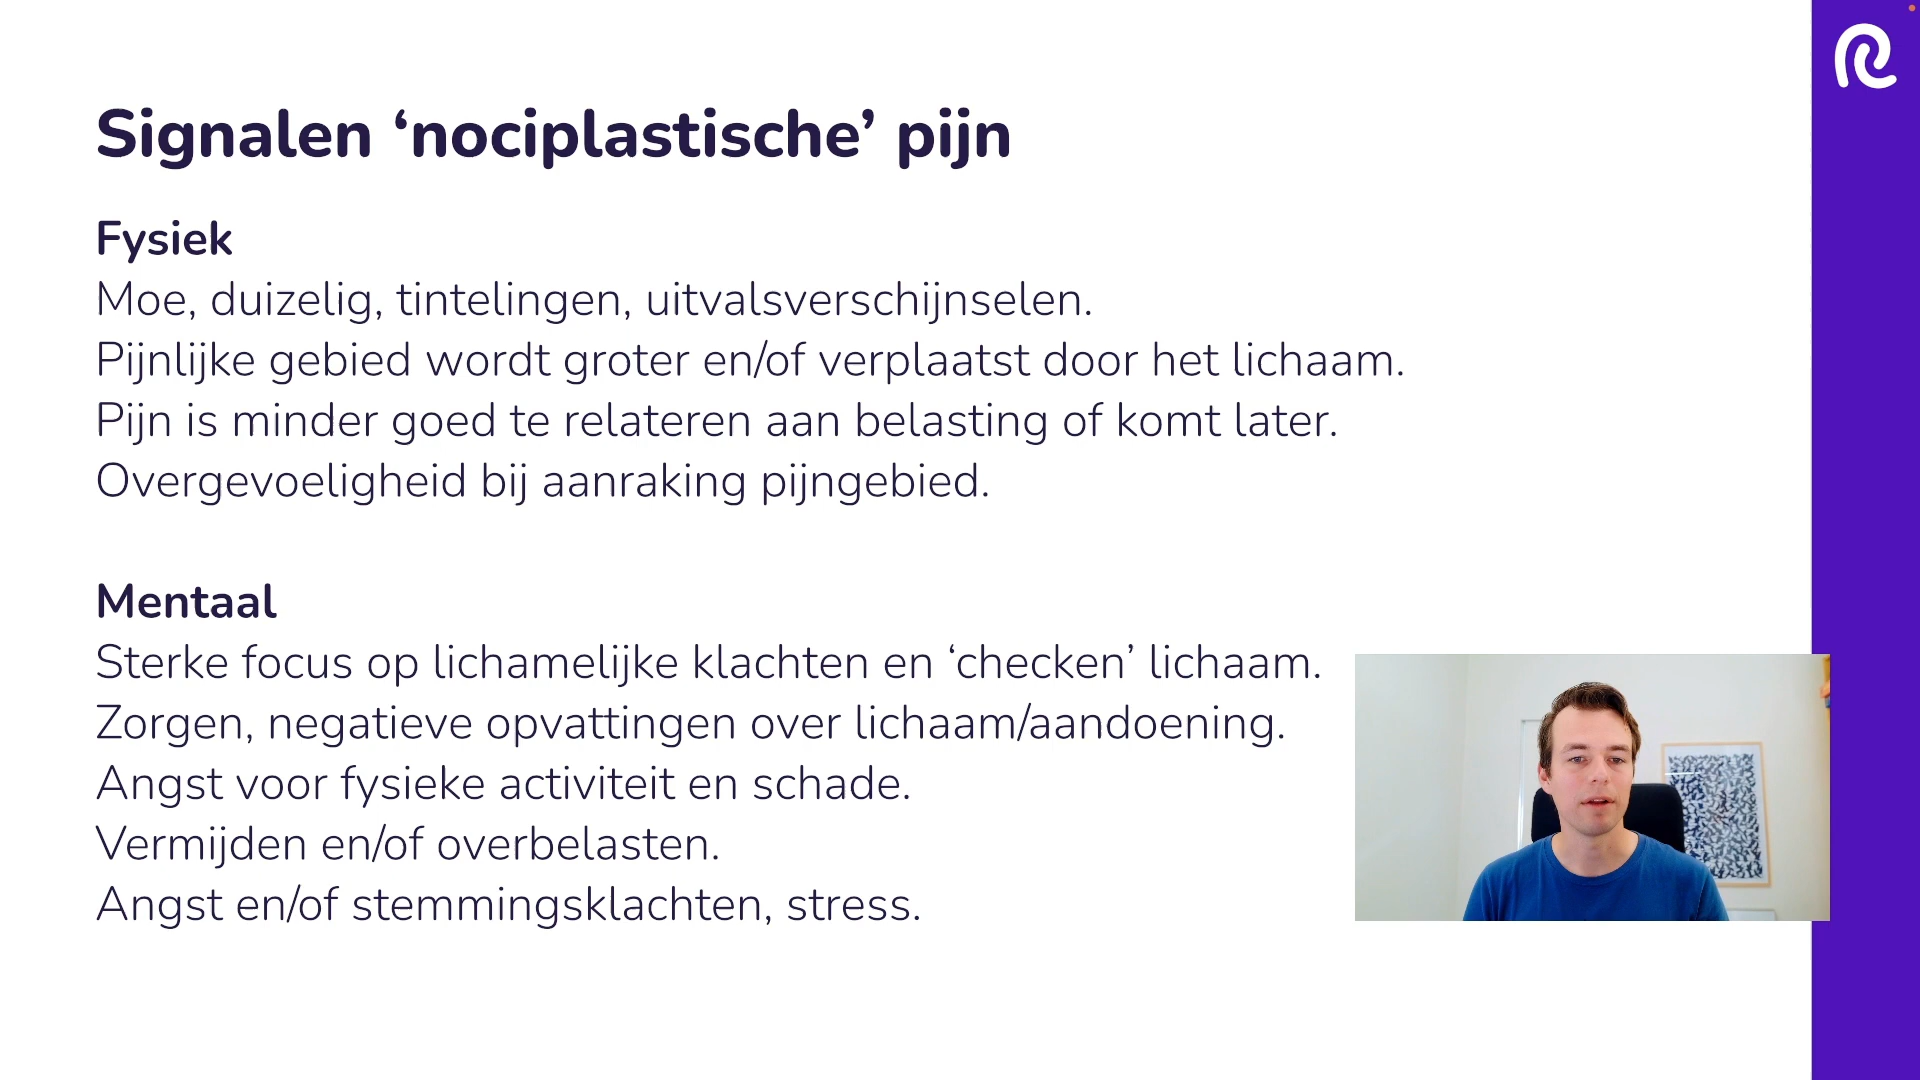 Signalen ‘nociplastische’ pijn
Fysiek
Moe, duizelig, tintelingen, uitvalsverschijnselen.
Pijnlijke gebied wordt groter en/of verplaatst door het lichaam.
Pijn is minder goed te relateren aan belasting of komt later.
Overgevoeligheid bij aanraking pijngebied.
Mentaal
Sterke focus op lichamelijke klachten en ‘checken’ lichaam.
Zorgen, negatieve opvattingen over lichaam/aandoening.
Angst voor fysieke activiteit en schade.
Vermijden en/of overbelasten.
Angst en/of stemmingsklachten, stress.